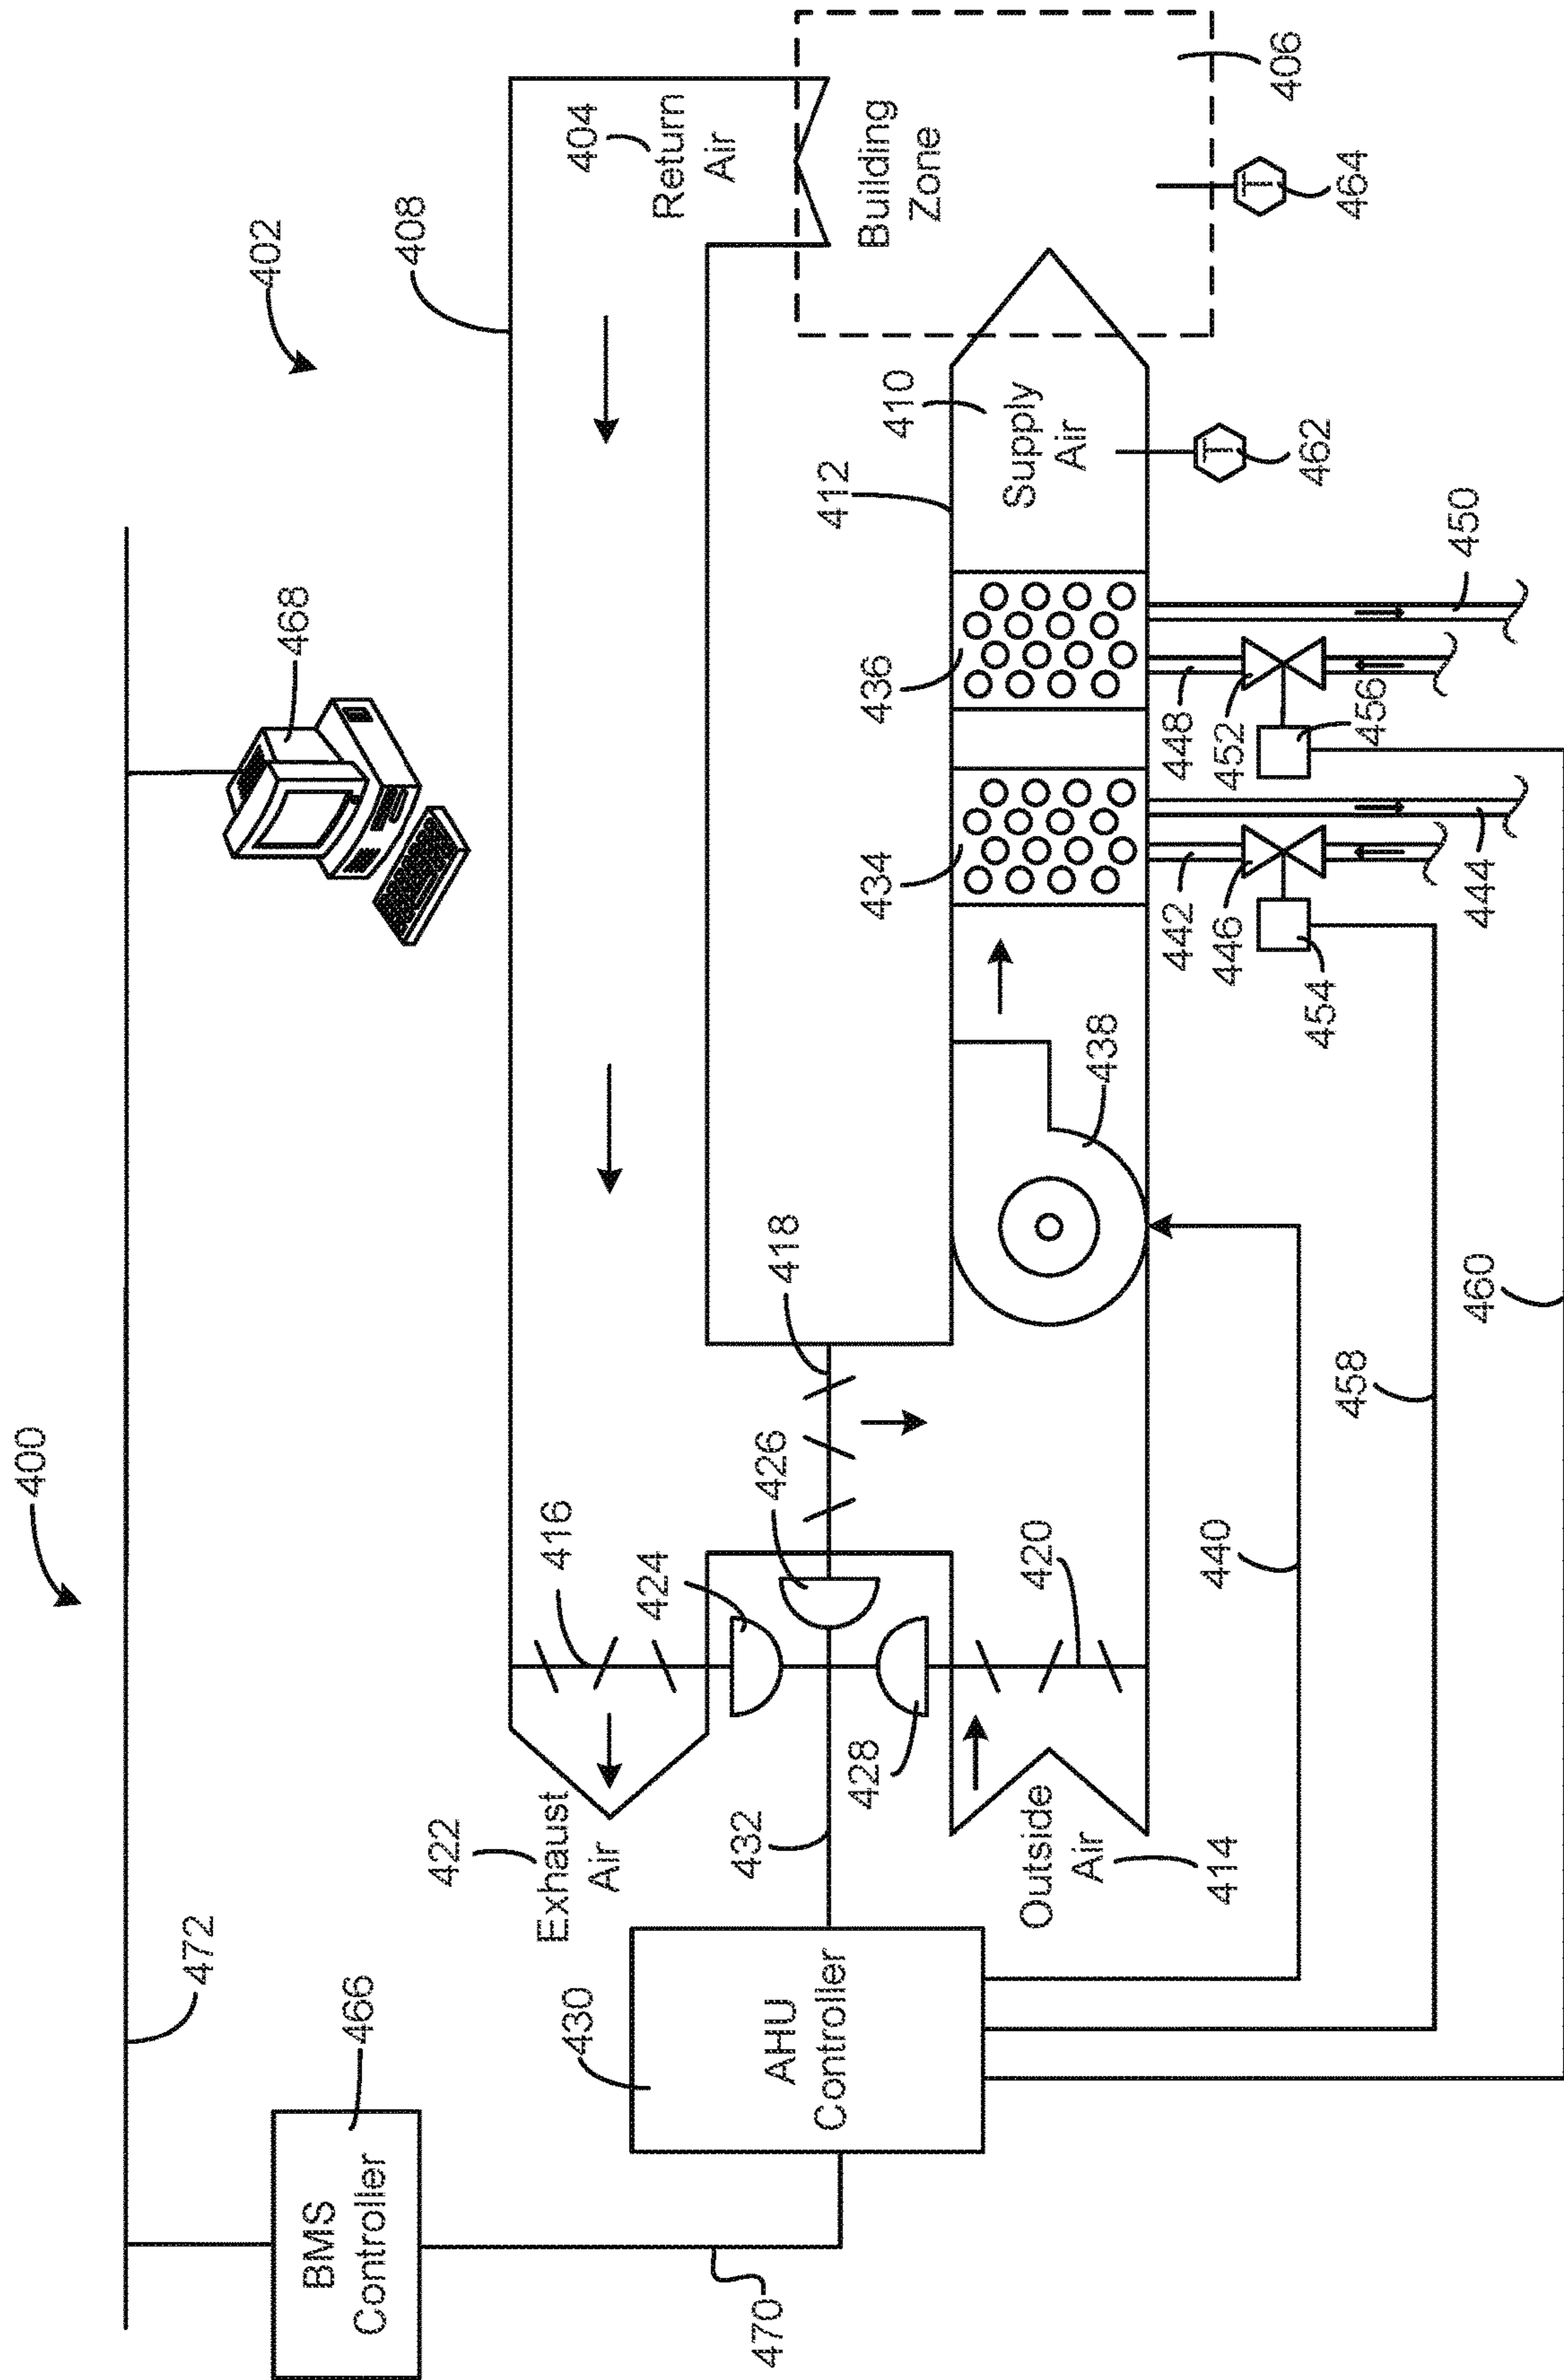 400
472
BMS
Controller
466
470
468
402
408
404
Return
Air
422
Exhaust
Air
416
424
426
418
428
432
430
AHU
Controller
Outside
Air
414
420
440
438
434
436
412
410
Supply
Air
Building
Zone
406
442
446
454
444
448
452
456
450
T
462
T
464
458
460